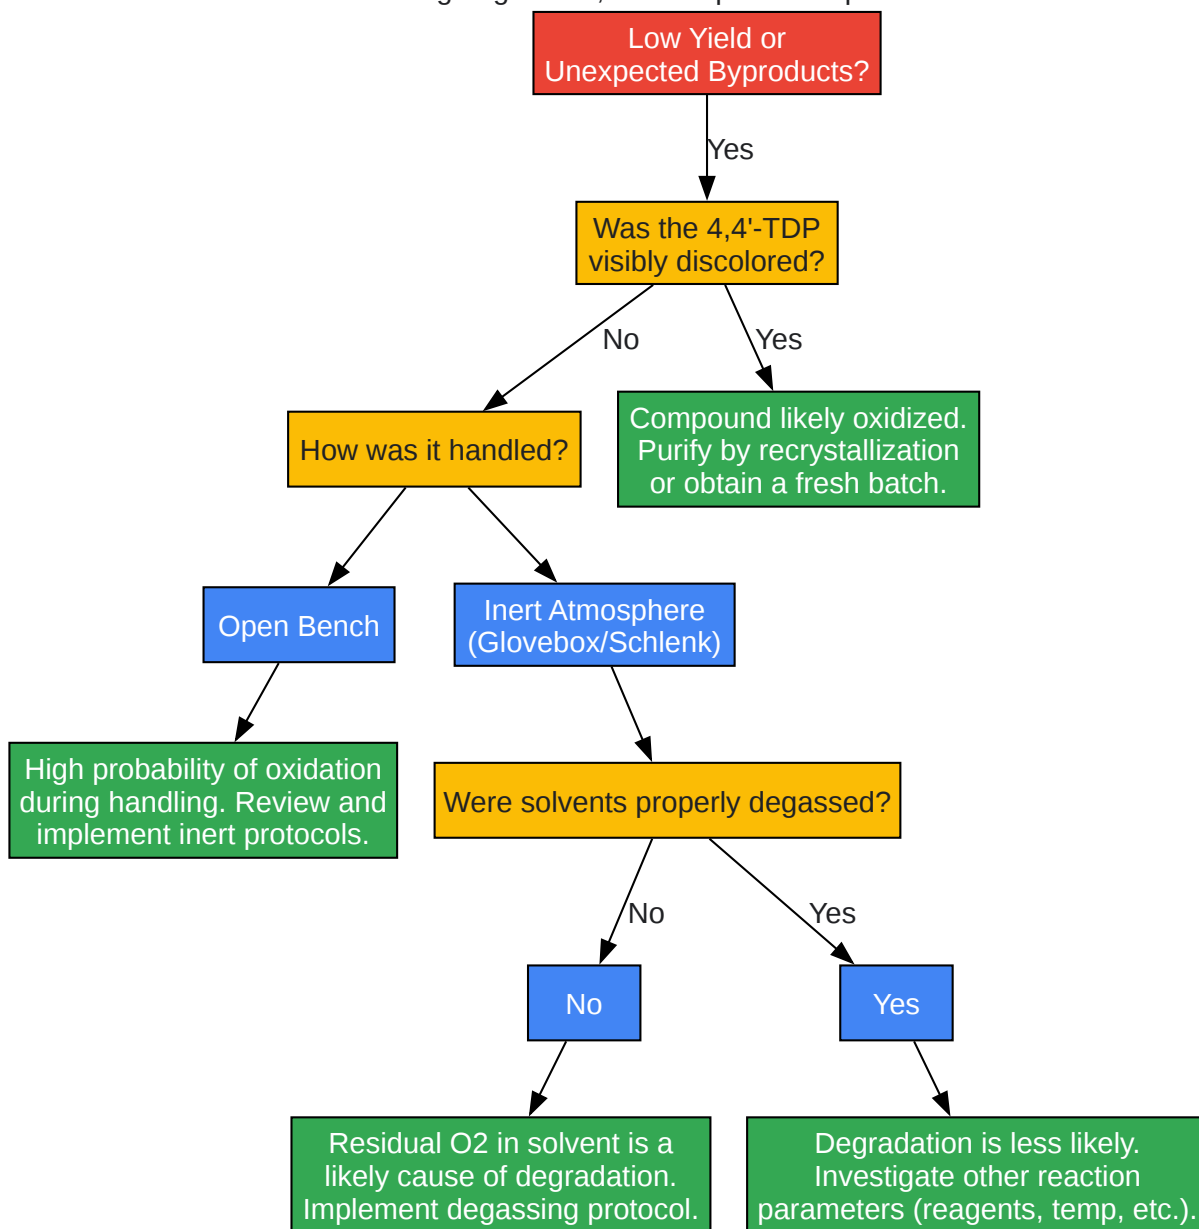 Low Yield or
Unexpected Byproducts?
Yes
Was the 4,4'-TDP
visibly discolored?
No
Yes
Compound likely oxidized.
Purify by recrystallization
or obtain a fresh batch.
How was it handled?
Open Bench
Inert Atmosphere
(Glovebox/Schlenk)
High probability of oxidation
during handling. Review and
implement inert protocols.
Were solvents properly degassed?
No
Yes
No
Yes
Residual O2 in solvent is a
likely cause of degradation.
Implement degassing protocol.
Degradation is less likely.
Investigate other reaction
parameters (reagents, temp, etc.).